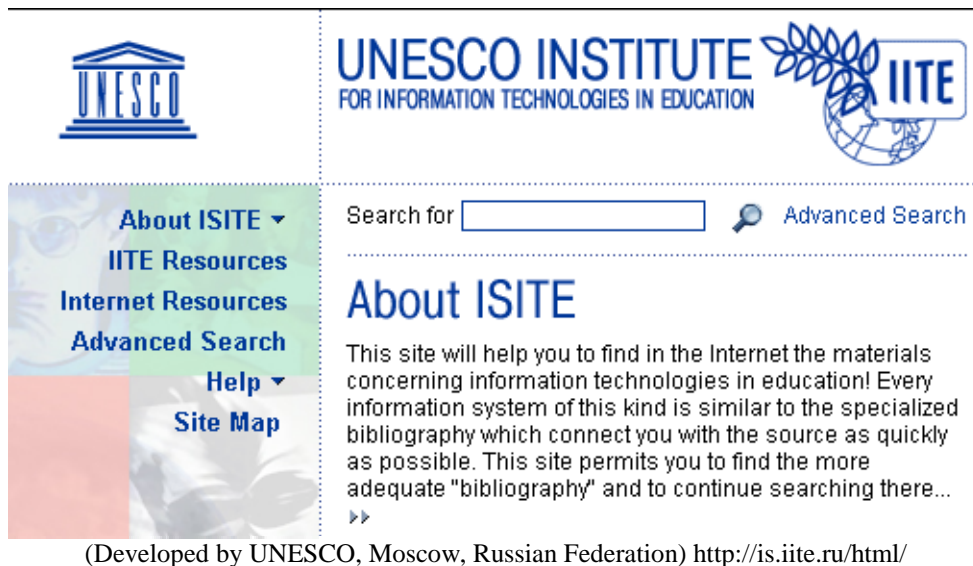 UNESCO
UNESCO INSTITUTE
FOR INFORMATION TECHNOLOGIES IN EDUCATION
IITE
About ISITE
IITE Resources
Internet Resources
Advanced Search
Help
Site Map
Search for
Advanced Search
About ISITE
This site will help you to find in the Internet the materials
concerning information technologies in education! Every
information system of this kind is similar to the specialized
bibliography which connect you with the source as quickly
as possible. This site permits you to find the more
adequate "bibliography" and to continue searching there...
(Developed by UNESCO, Moscow, Russian Federation) http://is.iite.ru/html/